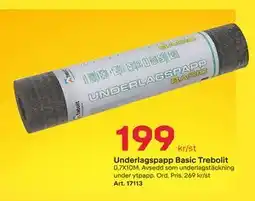 UNDERLAGSPAPP
199 kr/st
Underlagspapp Basic Trebolit
0,7X10M. Avsedd som underlagstäckning
under ytpapp. Ord. Pris. 269 kr/st
Art. 17113